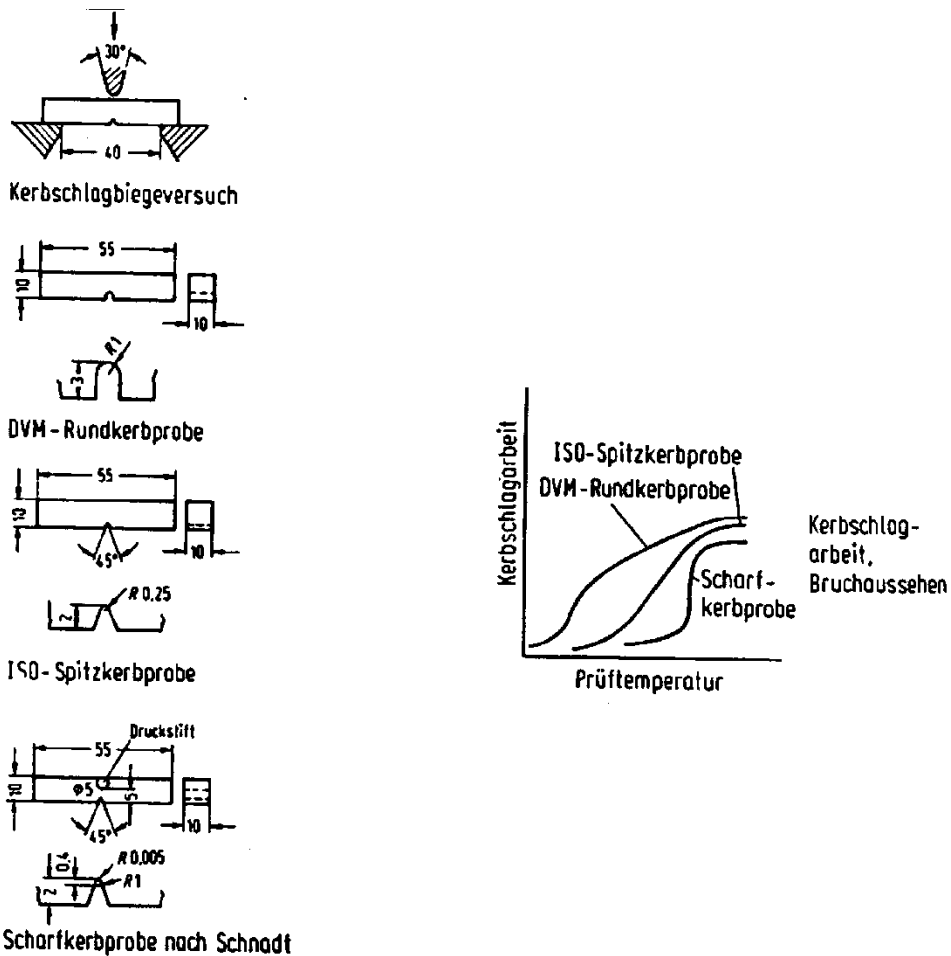 30°
40
Kerbschlagbiegeversuch
55
10
10
R1
3
DVM-Rundkerbprobe
55
10
10
45°
R 0,25
2
ISO-Spitzkerbprobe
Druckstift
55
10
ø5
5
10
45°
0,4
R 0,005
2
R1
Scharfkerbprobe nach Schnadt
Kerbschlagarbeit
ISO-Spitzkerbprobe
DVM-Rundkerbprobe
Scharf-
kerbprobe
Prüftemperatur
Kerbschlag-
arbeit,
Bruchaussehen